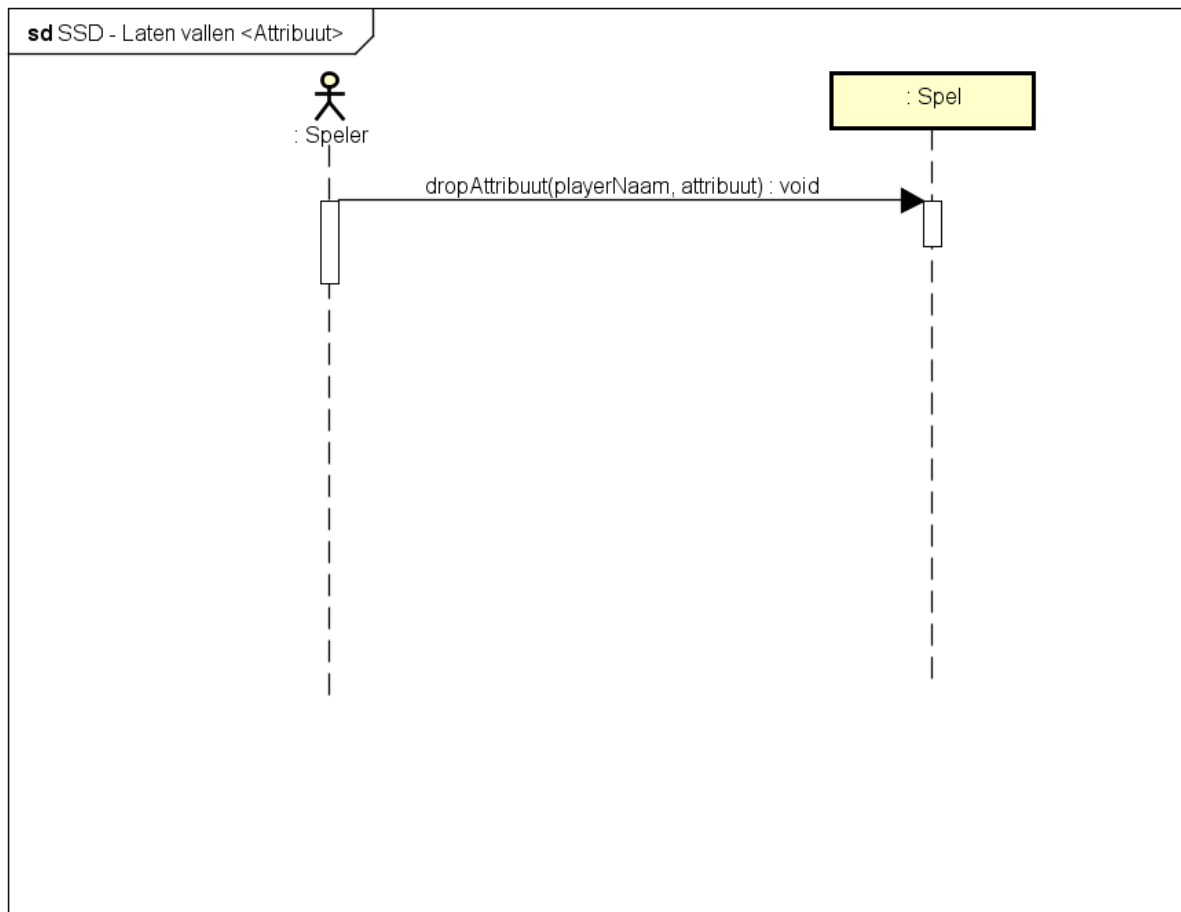 sd SSD - Laten vallen <Attribuut>
: Speler
: Spel
dropAttribuut(playerNaam, attribuut) : void